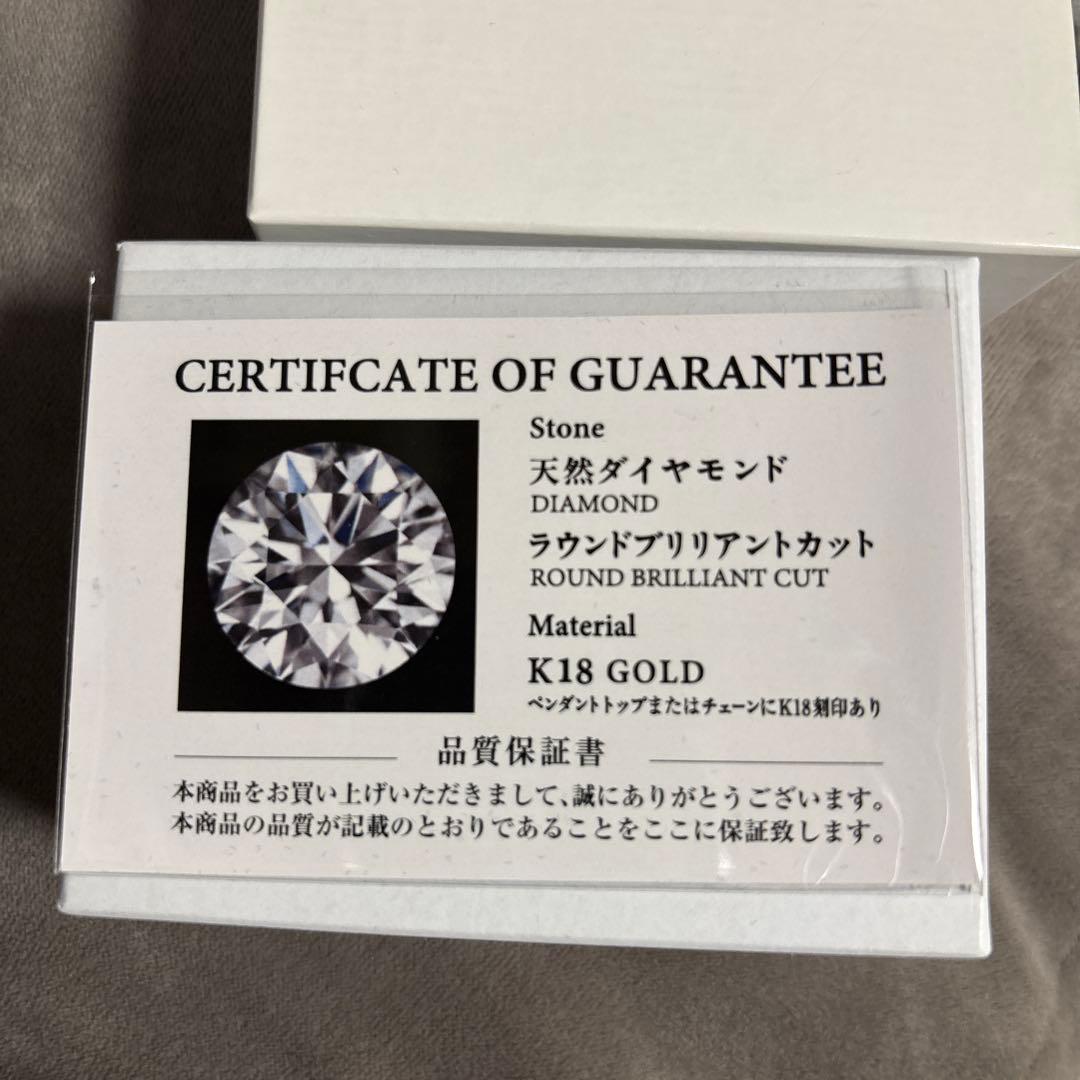 CERTIFCATE OF GUARANTEE
Stone
天然ダイヤモンド
DIAMOND
ラウンドブリリアントカット
ROUND BRILLIANT CUT
Material
K18 GOLD
ペンダントトップまたはチェーンにK18刻印あり
品質保証書
本商品をお買い上げいただきまして、誠にありがとうございます。
本商品の品質が記載のとおりであることをここに保証致します。